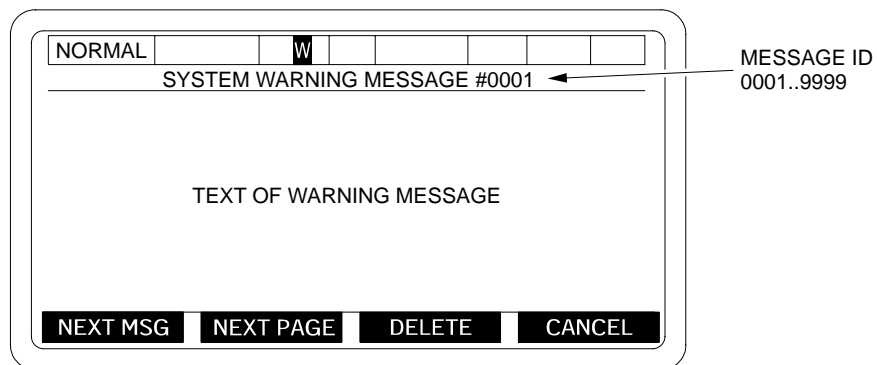 NORMAL W
SYSTEM WARNING MESSAGE #0001
MESSAGE ID
0001..9999
TEXT OF WARNING MESSAGE
NEXT MSG NEXT PAGE DELETE CANCEL